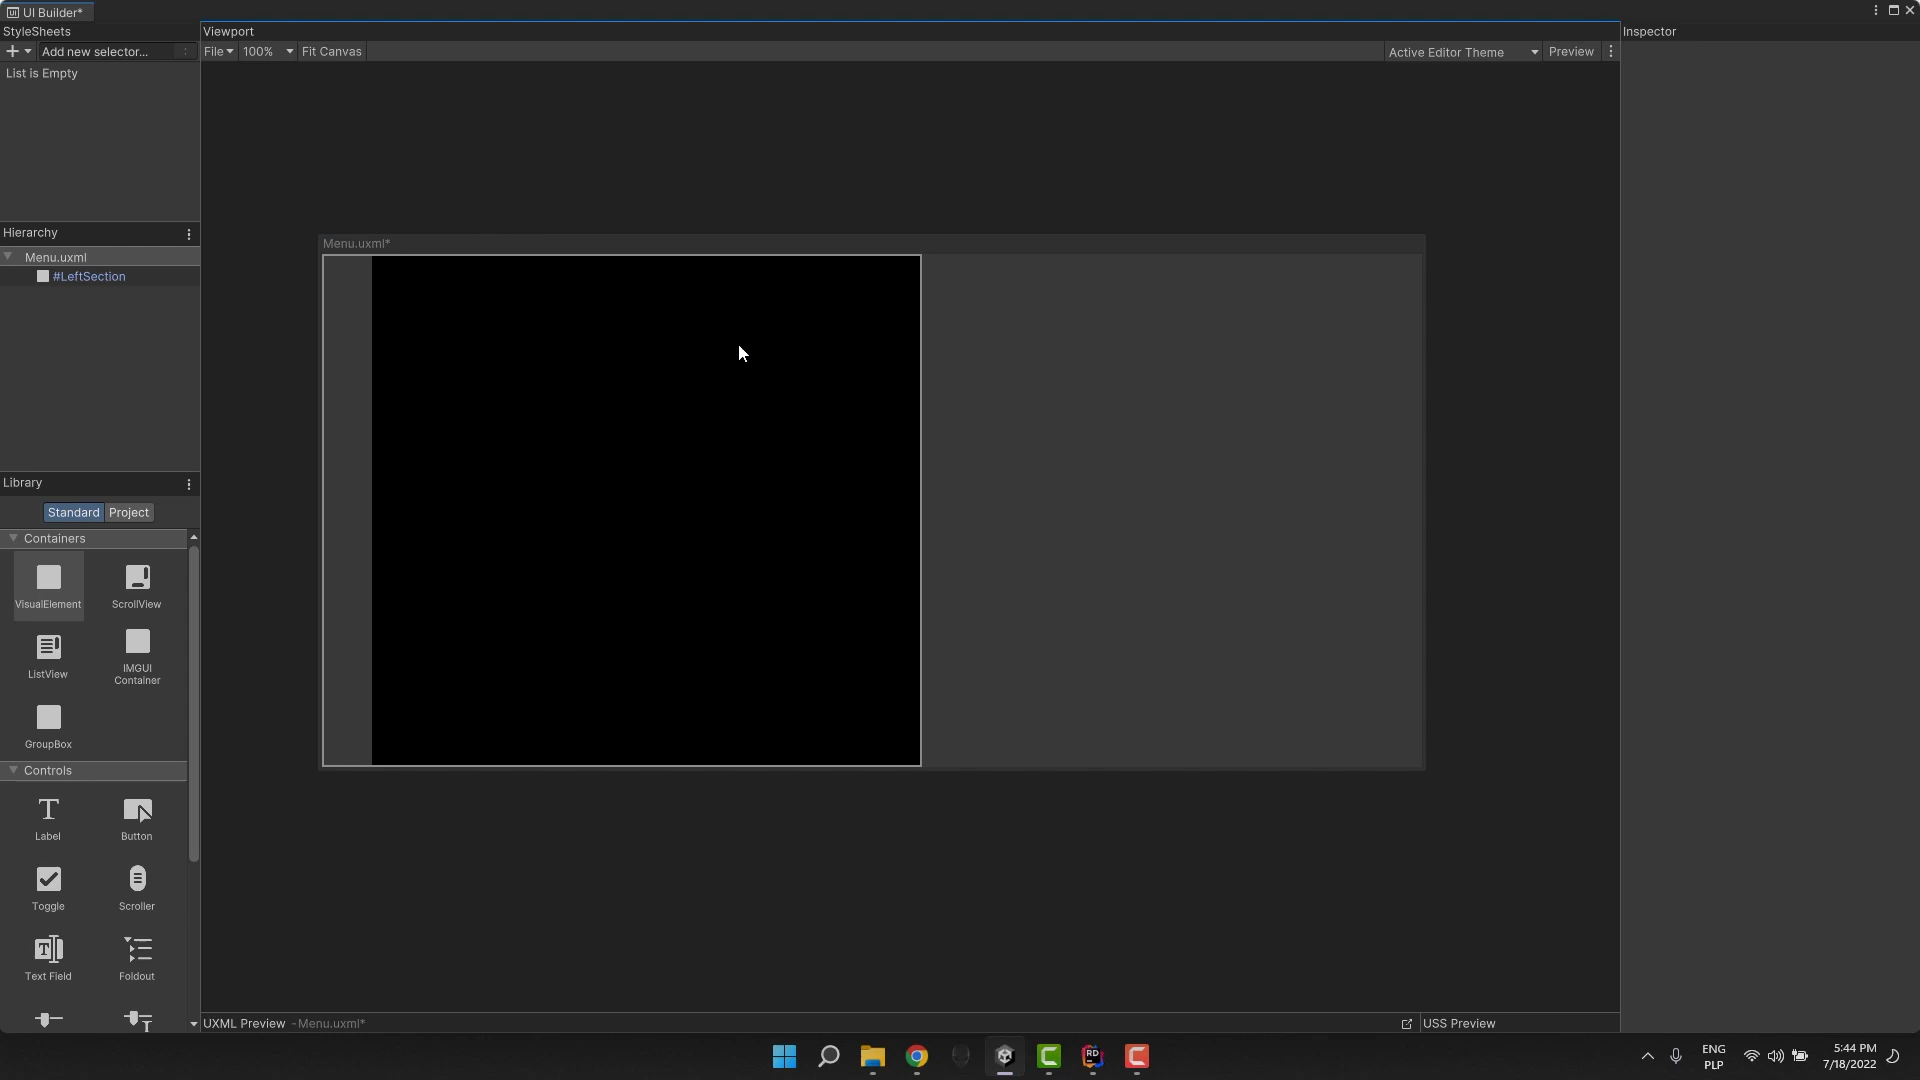 UI Builder*
StyleSheets
Add new selector...
List is Empty
Viewport
File
100%
Fit Canvas
Active Editor Theme
Preview
Inspector
Hierarchy
Menu.uxml
#LeftSection
Menu.uxml*
Library
Standard
Project
Containers
VisualElement
ScrollView
ListView
IMGUI
Container
GroupBox
Controls
Label
Button
Toggle
Scroller
Text Field
Foldout
UXML Preview - Menu.uxml*
USS Preview
ENG
PLP
5:44 PM
7/18/2022